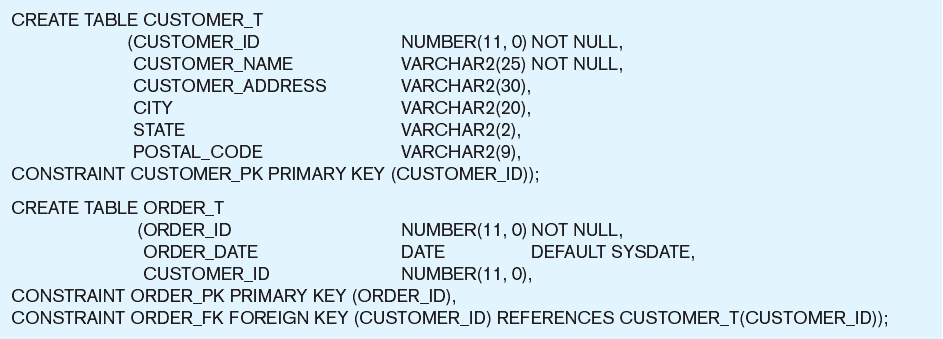 CREATE TABLE CUSTOMER_T
(CUSTOMER_ID NUMBER(11, 0) NOT NULL,
CUSTOMER_NAME VARCHAR2(25) NOT NULL,
CUSTOMER_ADDRESS VARCHAR2(30),
CITY VARCHAR2(20),
STATE VARCHAR2(2),
POSTAL_CODE VARCHAR2(9),
CONSTRAINT CUSTOMER_PK PRIMARY KEY (CUSTOMER_ID));
CREATE TABLE ORDER_T
(ORDER_ID NUMBER(11, 0) NOT NULL,
ORDER_DATE DATE DEFAULT SYSDATE,
CUSTOMER_ID NUMBER(11, 0),
CONSTRAINT ORDER_PK PRIMARY KEY (ORDER_ID),
CONSTRAINT ORDER_FK FOREIGN KEY (CUSTOMER_ID) REFERENCES CUSTOMER_T(CUSTOMER_ID));